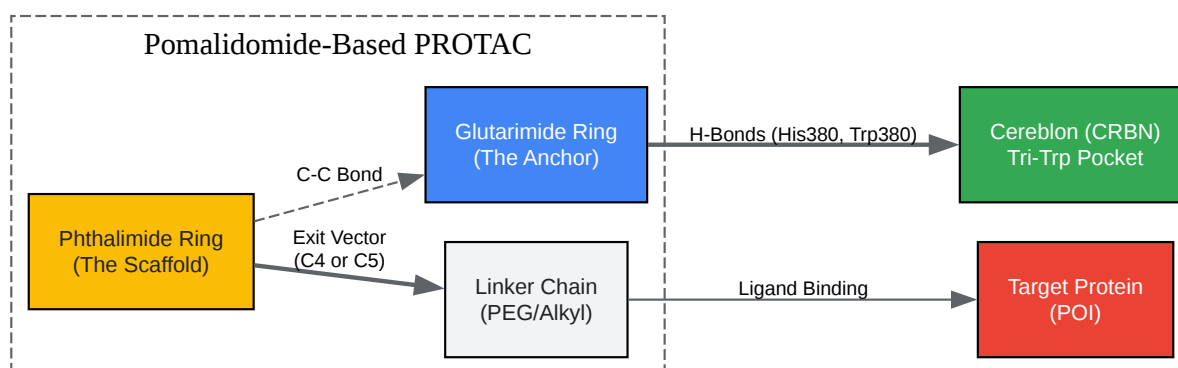 Pomalidomide-Based PROTAC
Glutarimide Ring
(The Anchor)
H-Bonds (His380, Trp380)
Cereblon (CRBN)
Tri-Trp Pocket
C-C Bond
Phthalimide Ring
(The Scaffold)
Exit Vector
(C4 or C5)
Linker Chain
(PEG/Alkyl)
Ligand Binding
Target Protein
(POI)